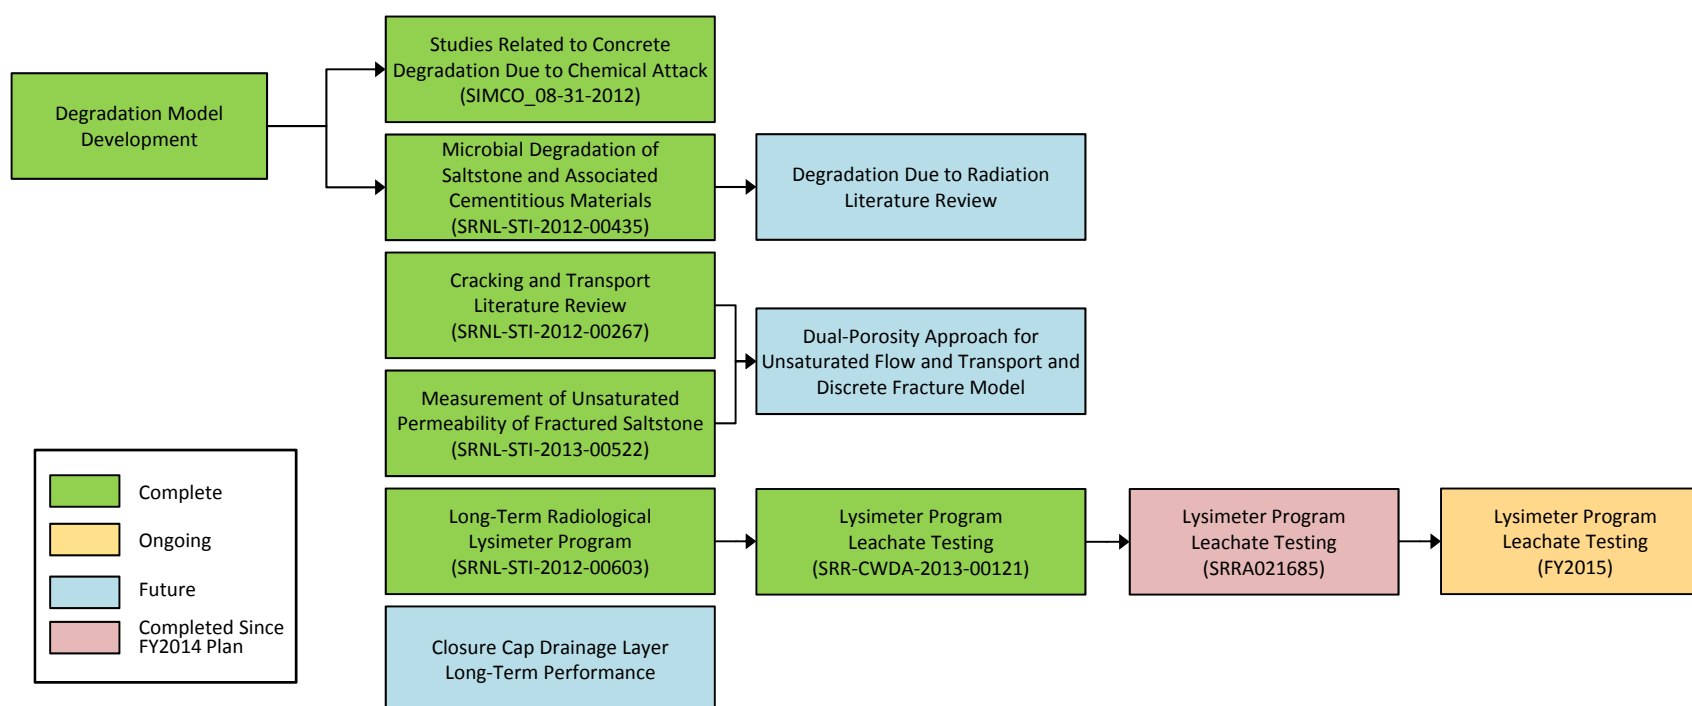 Degradation Model
Development
Studies Related to Concrete
Degradation Due to Chemical Attack
(SIMCO_08-31-2012)
Microbial Degradation of
Saltstone and Associated
Cementitious Materials
(SRNL-STI-2012-00435)
Degradation Due to Radiation
Literature Review
Cracking and Transport
Literature Review
(SRNL-STI-2012-00267)
Measurement of Unsaturated
Permeability of Fractured Saltstone
(SRNL-STI-2013-00522)
Dual-Porosity Approach for
Unsaturated Flow and Transport and
Discrete Fracture Model
Long-Term Radiological
Lysimeter Program
(SRNL-STI-2012-00603)
Lysimeter Program
Leachate Testing
(SRR-CWDA-2013-00121)
Lysimeter Program
Leachate Testing
(SRRA021685)
Lysimeter Program
Leachate Testing
(FY2015)
Closure Cap Drainage Layer
Long-Term Performance
Complete
Ongoing
Future
Completed Since
FY2014 Plan